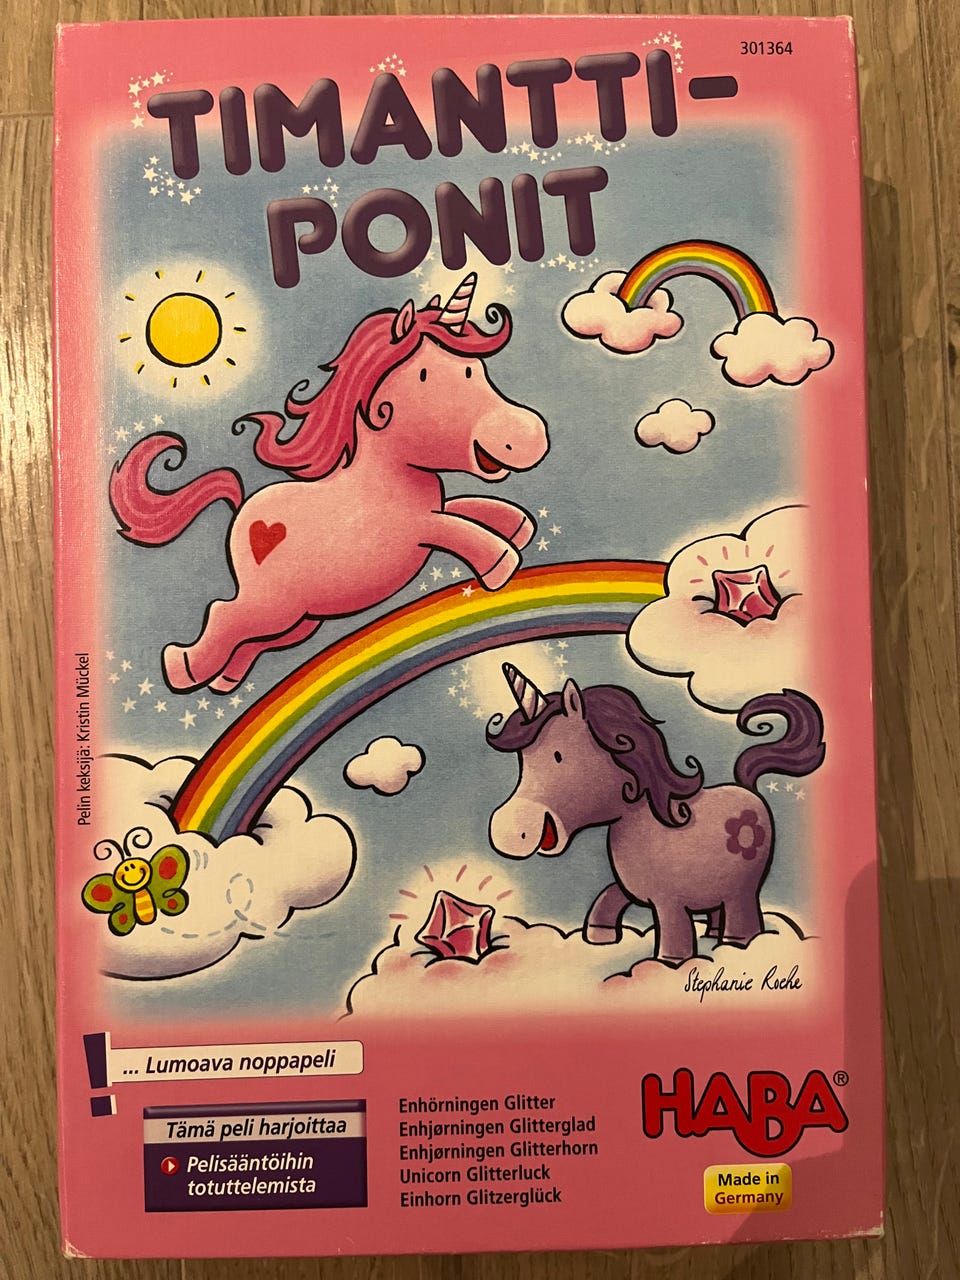 301364
TIMANTTI-
PONIT
Pelin keksijä: Kristin Mückel
Stephanie Roehe
... Lumoava noppapeli
Tämä peli harjoittaa
Pelisääntöihin
totuttelemista
Enhörningen Glitter
Enhjørningen Glitterglad
Enhjørningen Glitterhorn
Unicorn Glitterluck
Einhorn Glitzerglück
HABA®
Made in
Germany